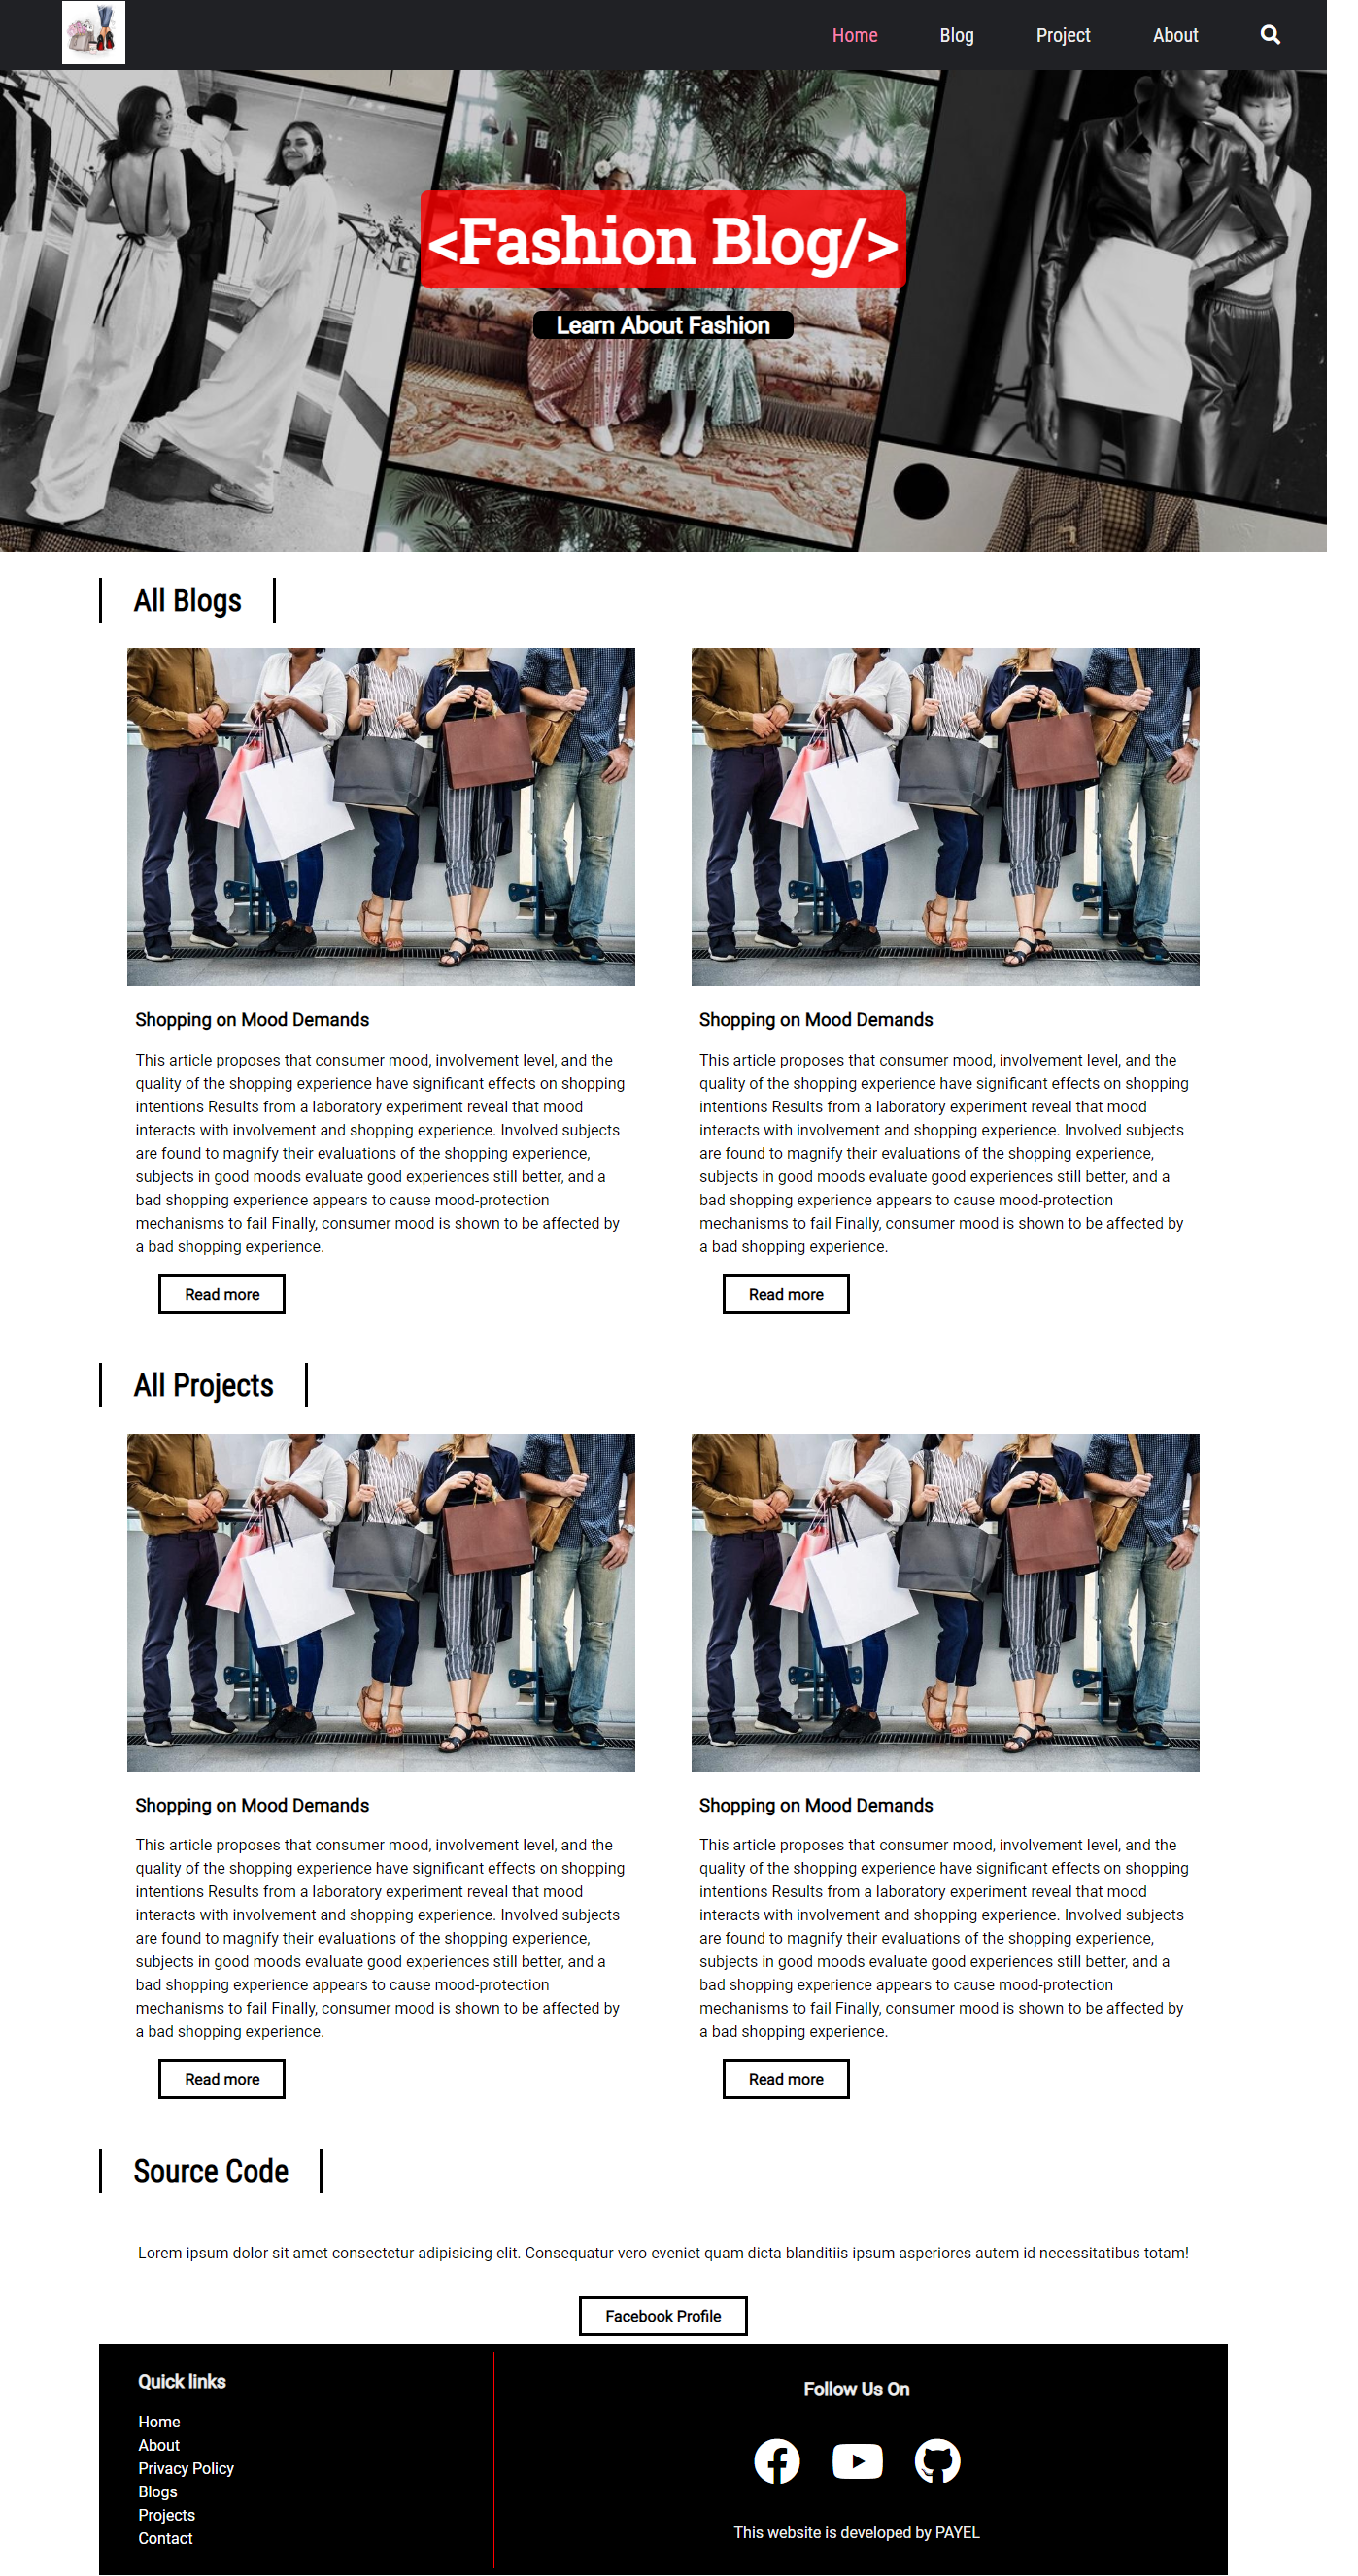 Home Blog Project About
<Fashion Blog/>
Learn About Fashion
All Blogs
Shopping on Mood Demands
This article proposes that consumer mood, involvement level, and the
quality of the shopping experience have significant effects on shopping
intentions Results from a laboratory experiment reveal that mood
interacts with involvement and shopping experience. Involved subjects
are found to magnify their evaluations of the shopping experience,
subjects in good moods evaluate good experiences still better, and a
bad shopping experience appears to cause mood-protection
mechanisms to fail Finally, consumer mood is shown to be affected by
a bad shopping experience.
Read more
Shopping on Mood Demands
This article proposes that consumer mood, involvement level, and the
quality of the shopping experience have significant effects on shopping
intentions Results from a laboratory experiment reveal that mood
interacts with involvement and shopping experience. Involved subjects
are found to magnify their evaluations of the shopping experience,
subjects in good moods evaluate good experiences still better, and a
bad shopping experience appears to cause mood-protection
mechanisms to fail Finally, consumer mood is shown to be affected by
a bad shopping experience.
Read more
All Projects
Shopping on Mood Demands
This article proposes that consumer mood, involvement level, and the
quality of the shopping experience have significant effects on shopping
intentions Results from a laboratory experiment reveal that mood
interacts with involvement and shopping experience. Involved subjects
are found to magnify their evaluations of the shopping experience,
subjects in good moods evaluate good experiences still better, and a
bad shopping experience appears to cause mood-protection
mechanisms to fail Finally, consumer mood is shown to be affected by
a bad shopping experience.
Read more
Shopping on Mood Demands
This article proposes that consumer mood, involvement level, and the
quality of the shopping experience have significant effects on shopping
intentions Results from a laboratory experiment reveal that mood
interacts with involvement and shopping experience. Involved subjects
are found to magnify their evaluations of the shopping experience,
subjects in good moods evaluate good experiences still better, and a
bad shopping experience appears to cause mood-protection
mechanisms to fail Finally, consumer mood is shown to be affected by
a bad shopping experience.
Read more
Source Code
Lorem ipsum dolor sit amet consectetur adipisicing elit. Consequatur vero eveniet quam dicta blanditiis ipsum asperiores autem id necessitatibus totam!
Facebook Profile
Quick links
Home
About
Privacy Policy
Blogs
Projects
Contact
Follow Us On
This website is developed by PAYEL